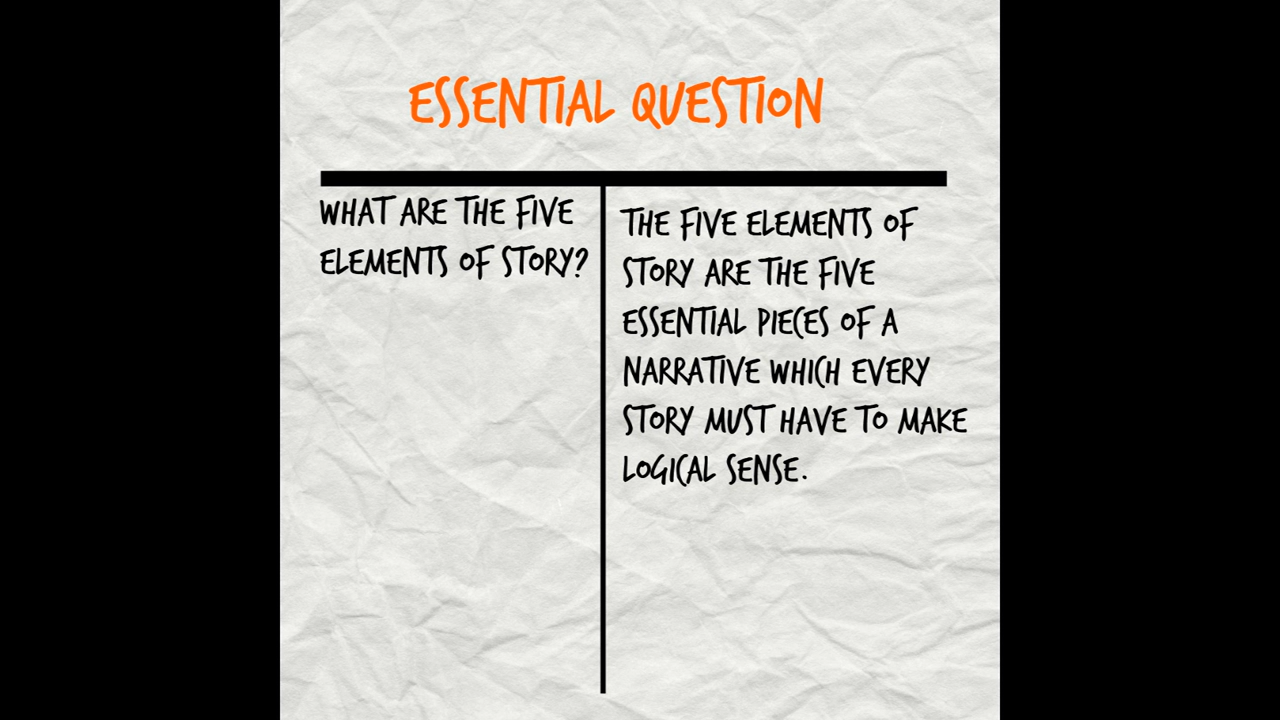 ESSENTIAL QUESTION
WHAT ARE THE FIVE
ELEMENTS OF STORY?
THE FIVE ELEMENTS OF
STORY ARE THE FIVE
ESSENTIAL PIECES OF A
NARRATIVE WHICH EVERY
STORY MUST HAVE TO MAKE
LOGICAL SENSE.